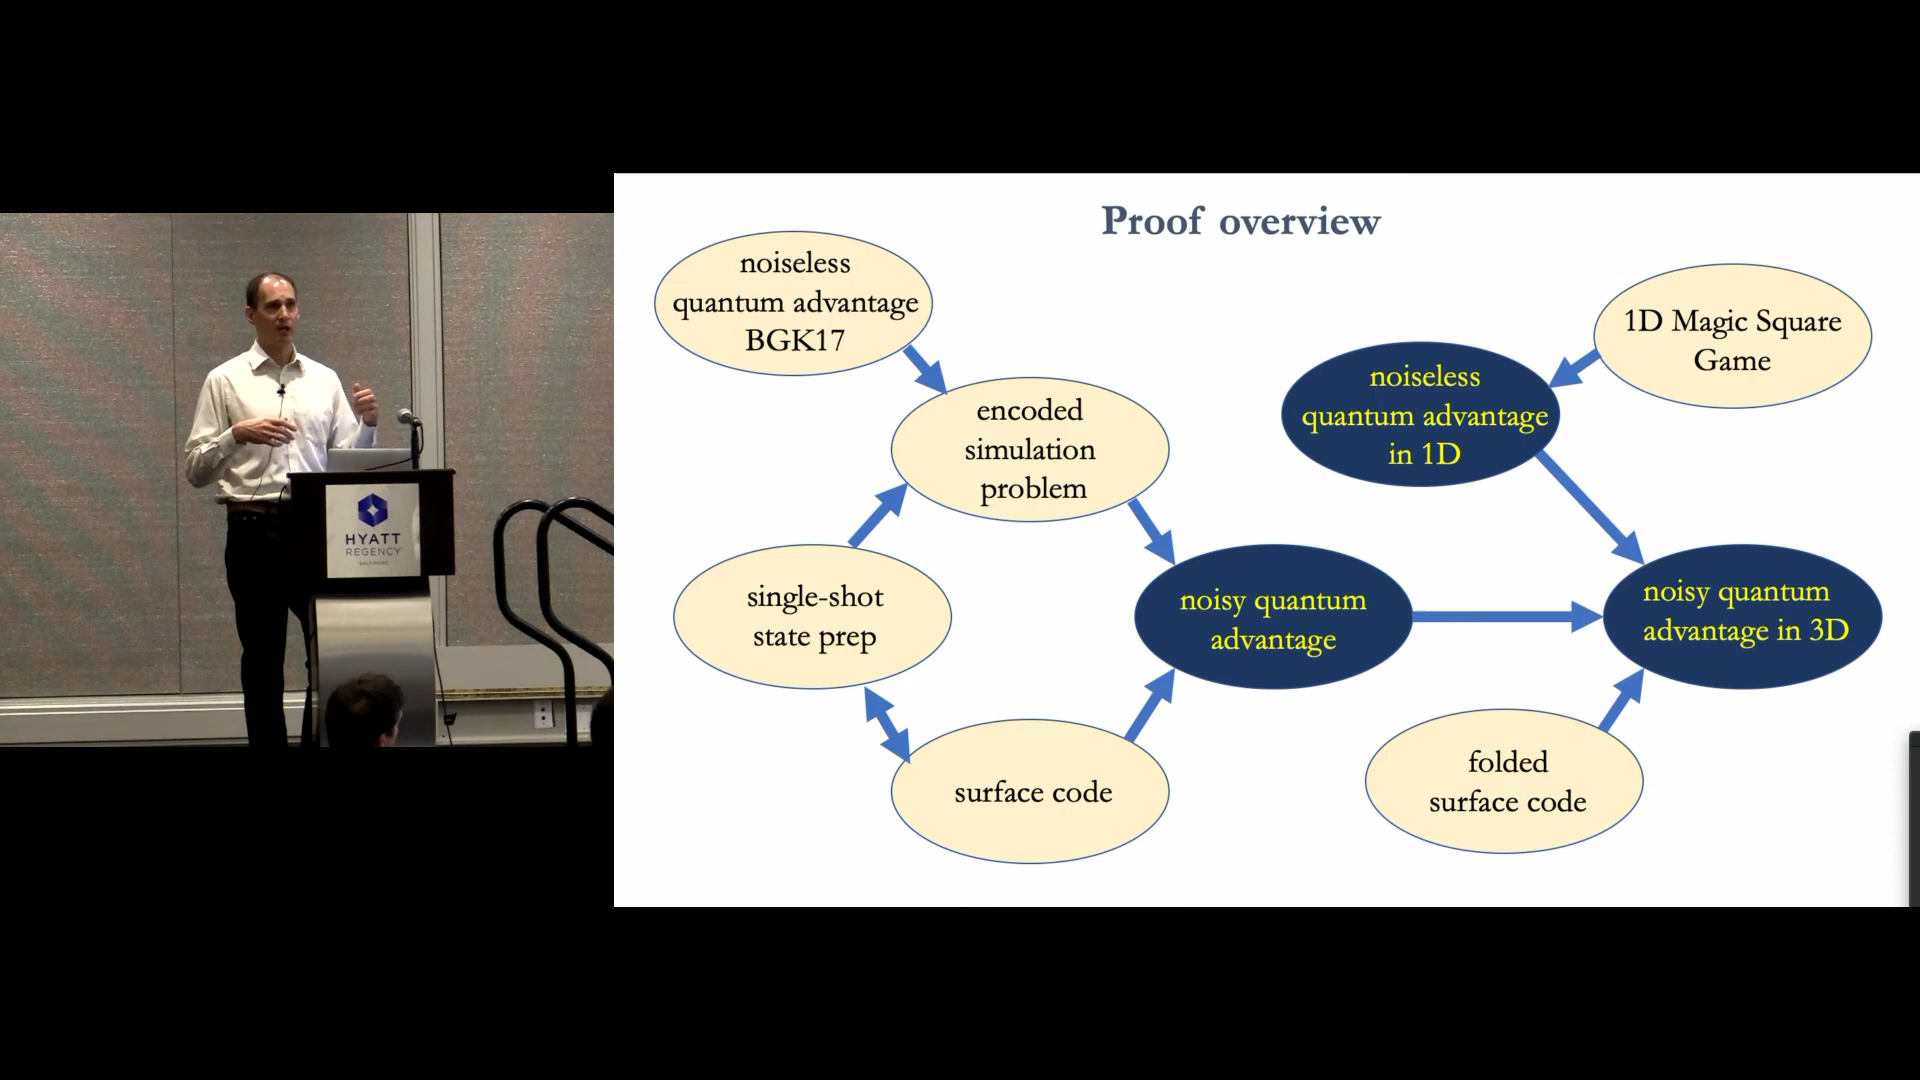 Proof overview
noiseless
quantum advantage
BGK17
1D Magic Square
Game
noiseless
quantum advantage
in 1D
encoded
simulation
problem
single-shot
state prep
noisy quantum
advantage
noisy quantum
advantage in 3D
surface code
folded
surface code
HYATT
REGENCY
BALTIMORE